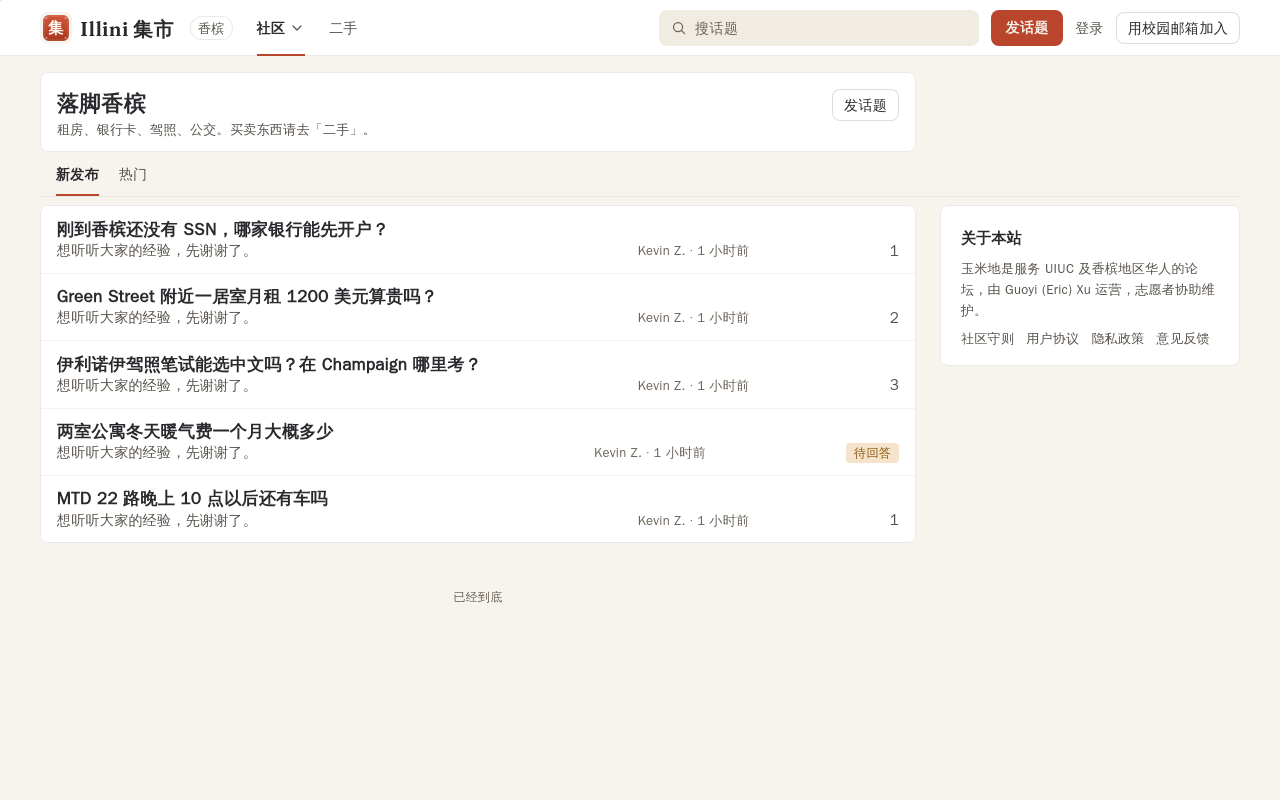 集 Illini 集市 香槟 社区 二手 搜话题 发话题 登录 用校园邮箱加入
落脚香槟 发话题
租房、银行卡、驾照、公交。买卖东西请去「二手」。
新发布 热门
刚到香槟还没有 SSN，哪家银行能先开户？
想听听大家的经验，先谢谢了。 Kevin Z. · 1 小时前 1
Green Street 附近一居室月租 1200 美元算贵吗？
想听听大家的经验，先谢谢了。 Kevin Z. · 1 小时前 2
伊利诺伊驾照笔试能选中文吗？在 Champaign 哪里考？
想听听大家的经验，先谢谢了。 Kevin Z. · 1 小时前 3
两室公寓冬天暖气费一个月大概多少
想听听大家的经验，先谢谢了。 Kevin Z. · 1 小时前 待回答
MTD 22 路晚上 10 点以后还有车吗
想听听大家的经验，先谢谢了。 Kevin Z. · 1 小时前 1
已经到底
关于本站
玉米地是服务 UIUC 及香槟地区华人的论
坛，由 Guoyi (Eric) Xu 运营，志愿者协助维
护。
社区守则 用户协议 隐私政策 意见反馈